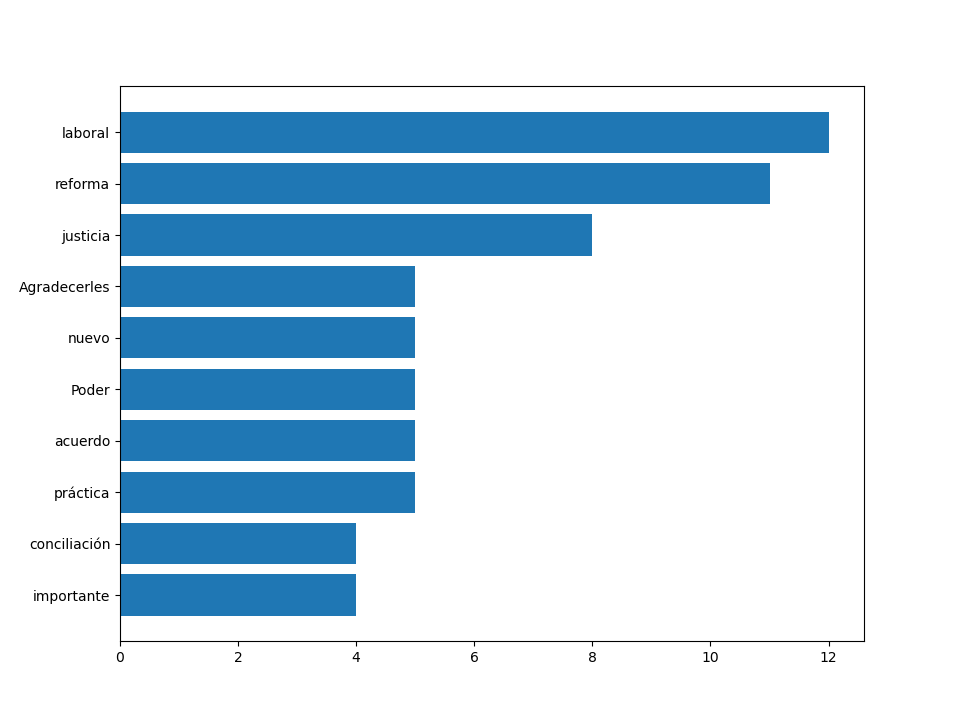 laboral
reforma
justicia
Agradecerles
nuevo
Poder
acuerdo
práctica
conciliación
importante
0 2 4 6 8 10 12